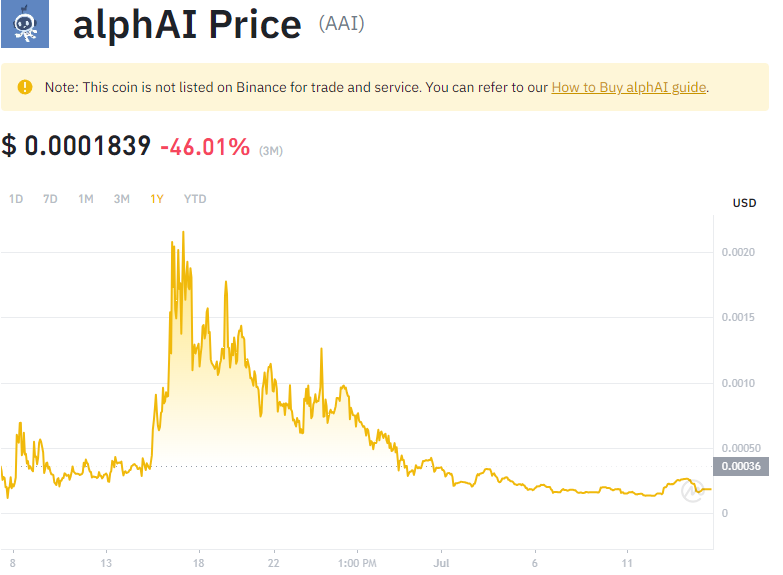 alphAI Price (AAI)
Note: This coin is not listed on Binance for trade and service. You can refer to our How to Buy alphAI guide.
$ 0.0001839 -46.01% (3M)
1D 7D 1M 3M 1Y YTD
USD
0.0020
0.0015
0.0010
0.00050
0.00036
0
8 13 18 22 1:00 PM Jul 6 11